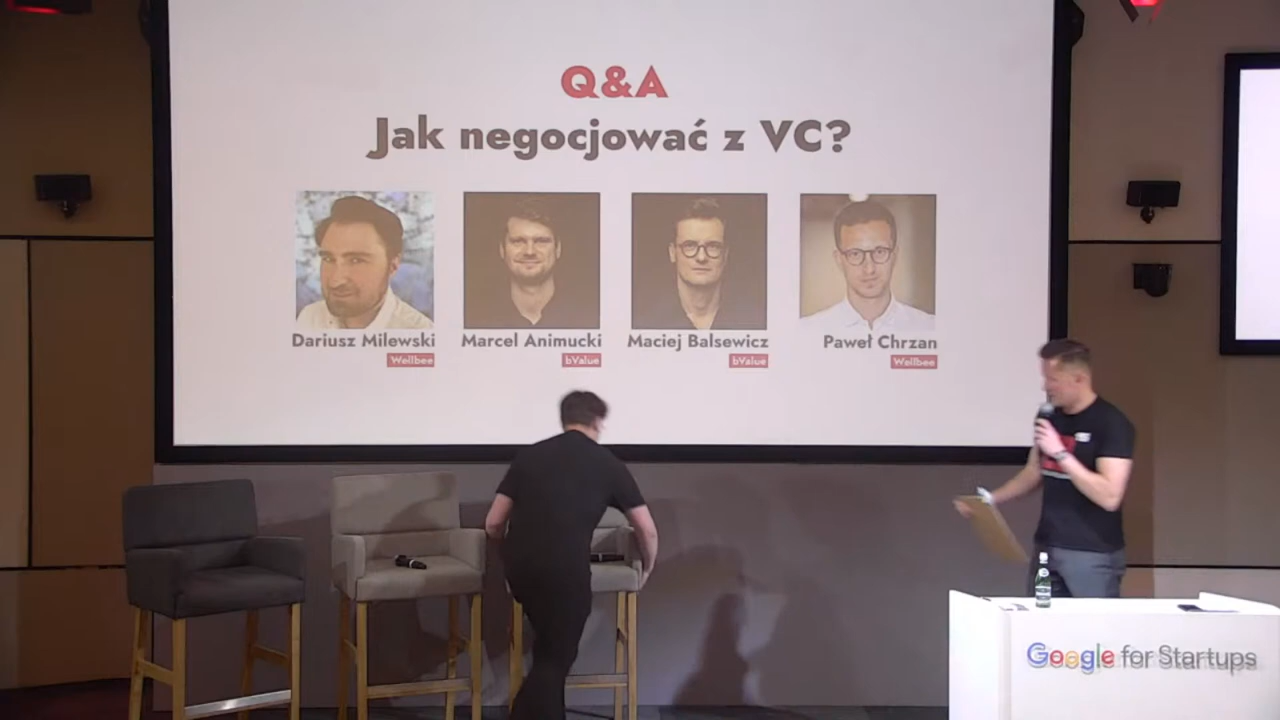 Q&A
Jak negocjować z VC?
Dariusz Milewski
Wellbee
Marcel Animucki
bValue
Maciej Balsewicz
bValue
Paweł Chrzan
Wellbee
Google for Startups